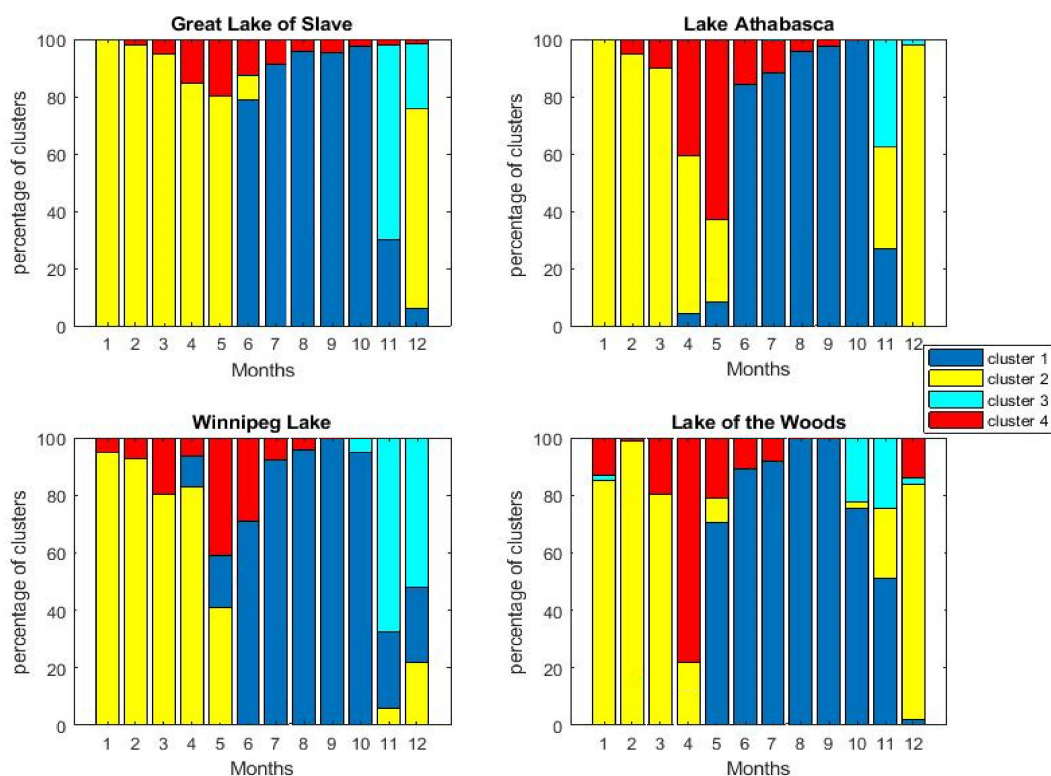 Great Lake of Slave
percentage of clusters
100
80
60
40
20
0
1 2 3 4 5 6 7 8 9 10 11 12
Months
Lake Athabasca
percentage of clusters
100
80
60
40
20
0
1 2 3 4 5 6 7 8 9 10 11 12
Months
cluster 1
cluster 2
cluster 3
cluster 4
Winnipeg Lake
percentage of clusters
100
80
60
40
20
0
1 2 3 4 5 6 7 8 9 10 11 12
Months
Lake of the Woods
percentage of clusters
100
80
60
40
20
0
1 2 3 4 5 6 7 8 9 10 11 12
Months